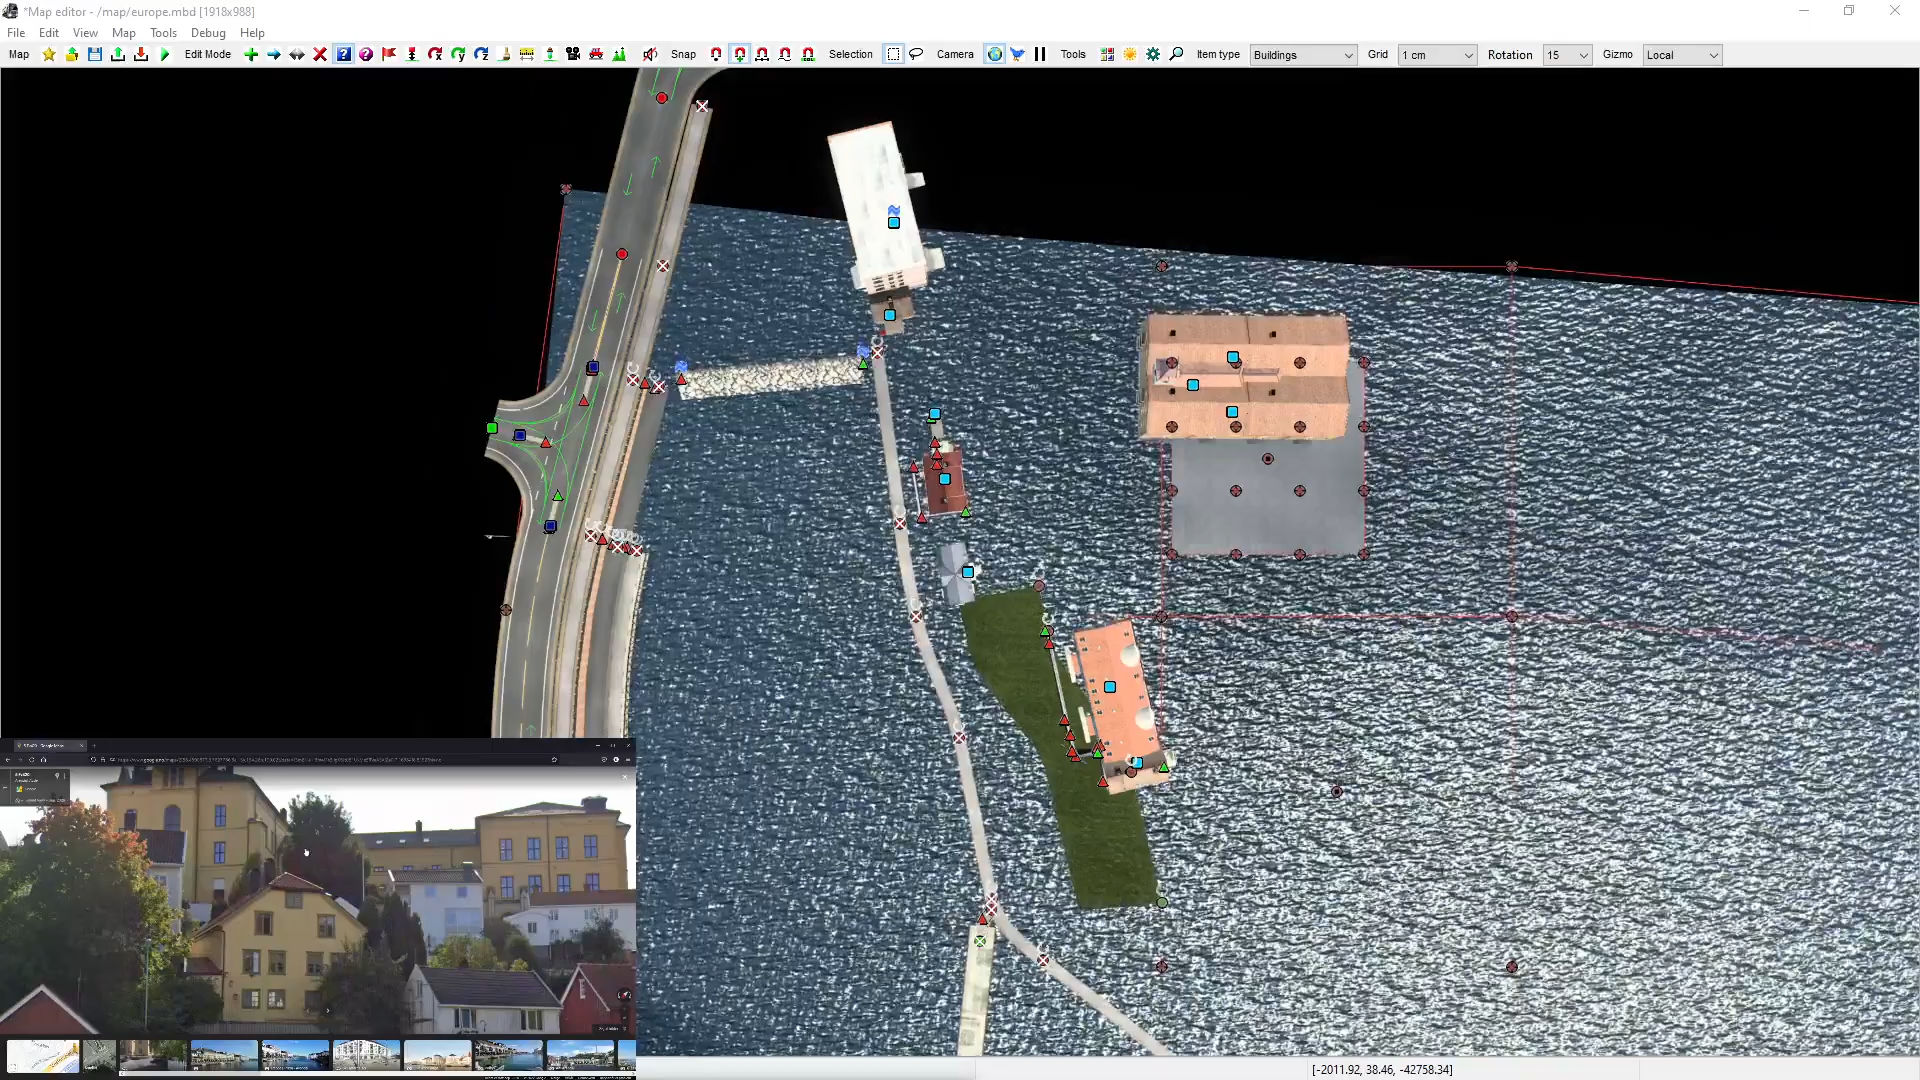 *Map editor - /map/europe.mbd [1918x988]
File Edit View Map Tools Debug Help
Map Edit Mode Snap Selection Camera Tools Item type Buildings Grid 1 cm Rotation 15 Gizmo Local
[-2011.92, 38.46, -42758.34]